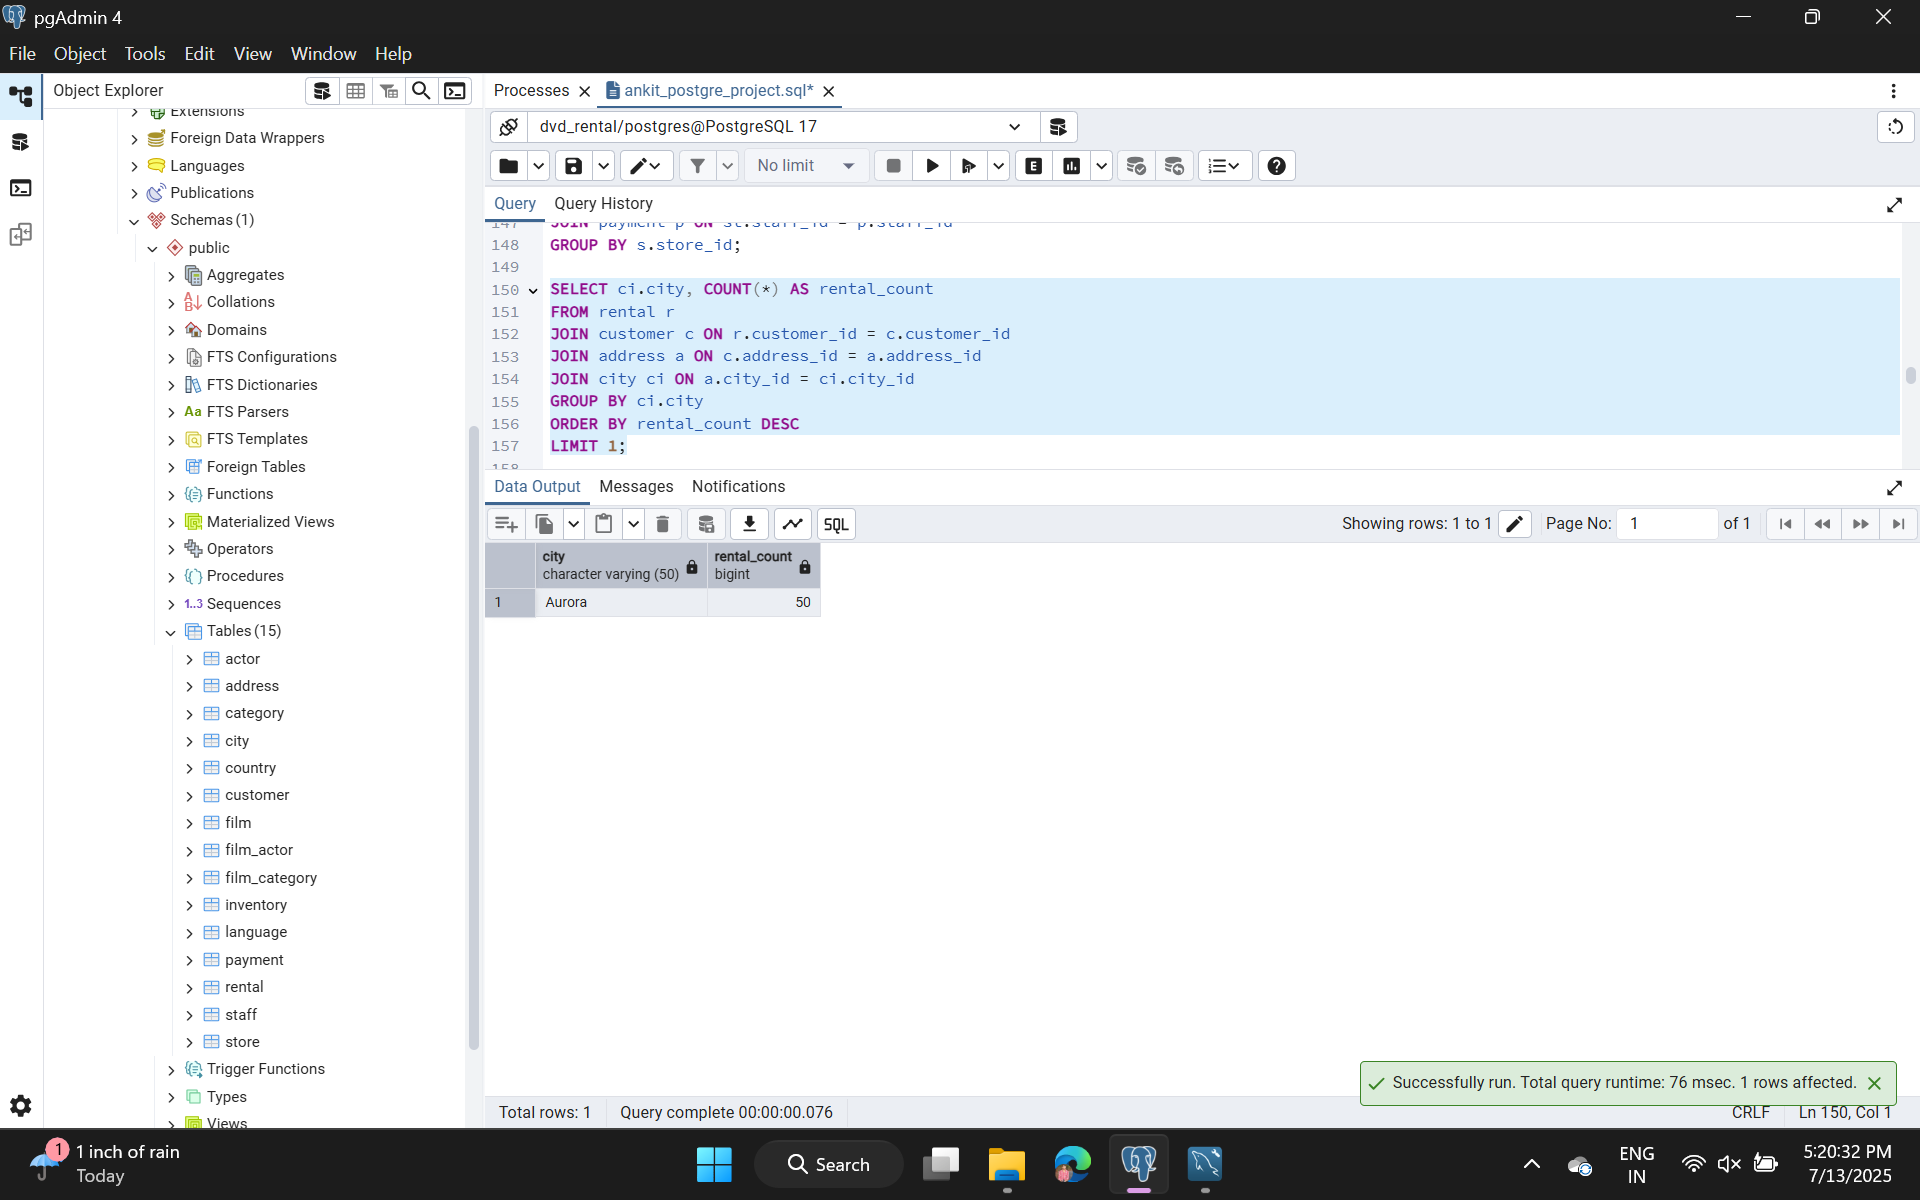 pgAdmin 4
File Object Tools Edit View Window Help
Object Explorer
Processes
ankit_postgre_project.sql*
dvd_rental/postgres@PostgreSQL 17
No limit
E
Query Query History
Extensions
Foreign Data Wrappers
Languages
Publications
Schemas (1)
public
Aggregates
Collations
Domains
FTS Configurations
FTS Dictionaries
Aa FTS Parsers
FTS Templates
Foreign Tables
Functions
Materialized Views
Operators
Procedures
1..3 Sequences
Tables (15)
actor
address
category
city
country
customer
film
film_actor
film_category
inventory
language
payment
rental
staff
store
Trigger Functions
Types
Views
147 JOIN payment p ON st.staff_id = p.staff_id
148 GROUP BY s.store_id;
149
150 SELECT ci.city, COUNT(*) AS rental_count
151 FROM rental r
152 JOIN customer c ON r.customer_id = c.customer_id
153 JOIN address a ON c.address_id = a.address_id
154 JOIN city ci ON a.city_id = ci.city_id
155 GROUP BY ci.city
156 ORDER BY rental_count DESC
157 LIMIT 1;
158
Data Output Messages Notifications
SQL
Showing rows: 1 to 1
Page No: 1 of 1
city
character varying (50)
rental_count
bigint
1 Aurora 50
Successfully run. Total query runtime: 76 msec. 1 rows affected.
Total rows: 1 Query complete 00:00:00.076
CRLF Ln 150, Col 1
1
1 inch of rain
Today
Search
ENG
IN
5:20:32 PM
7/13/2025